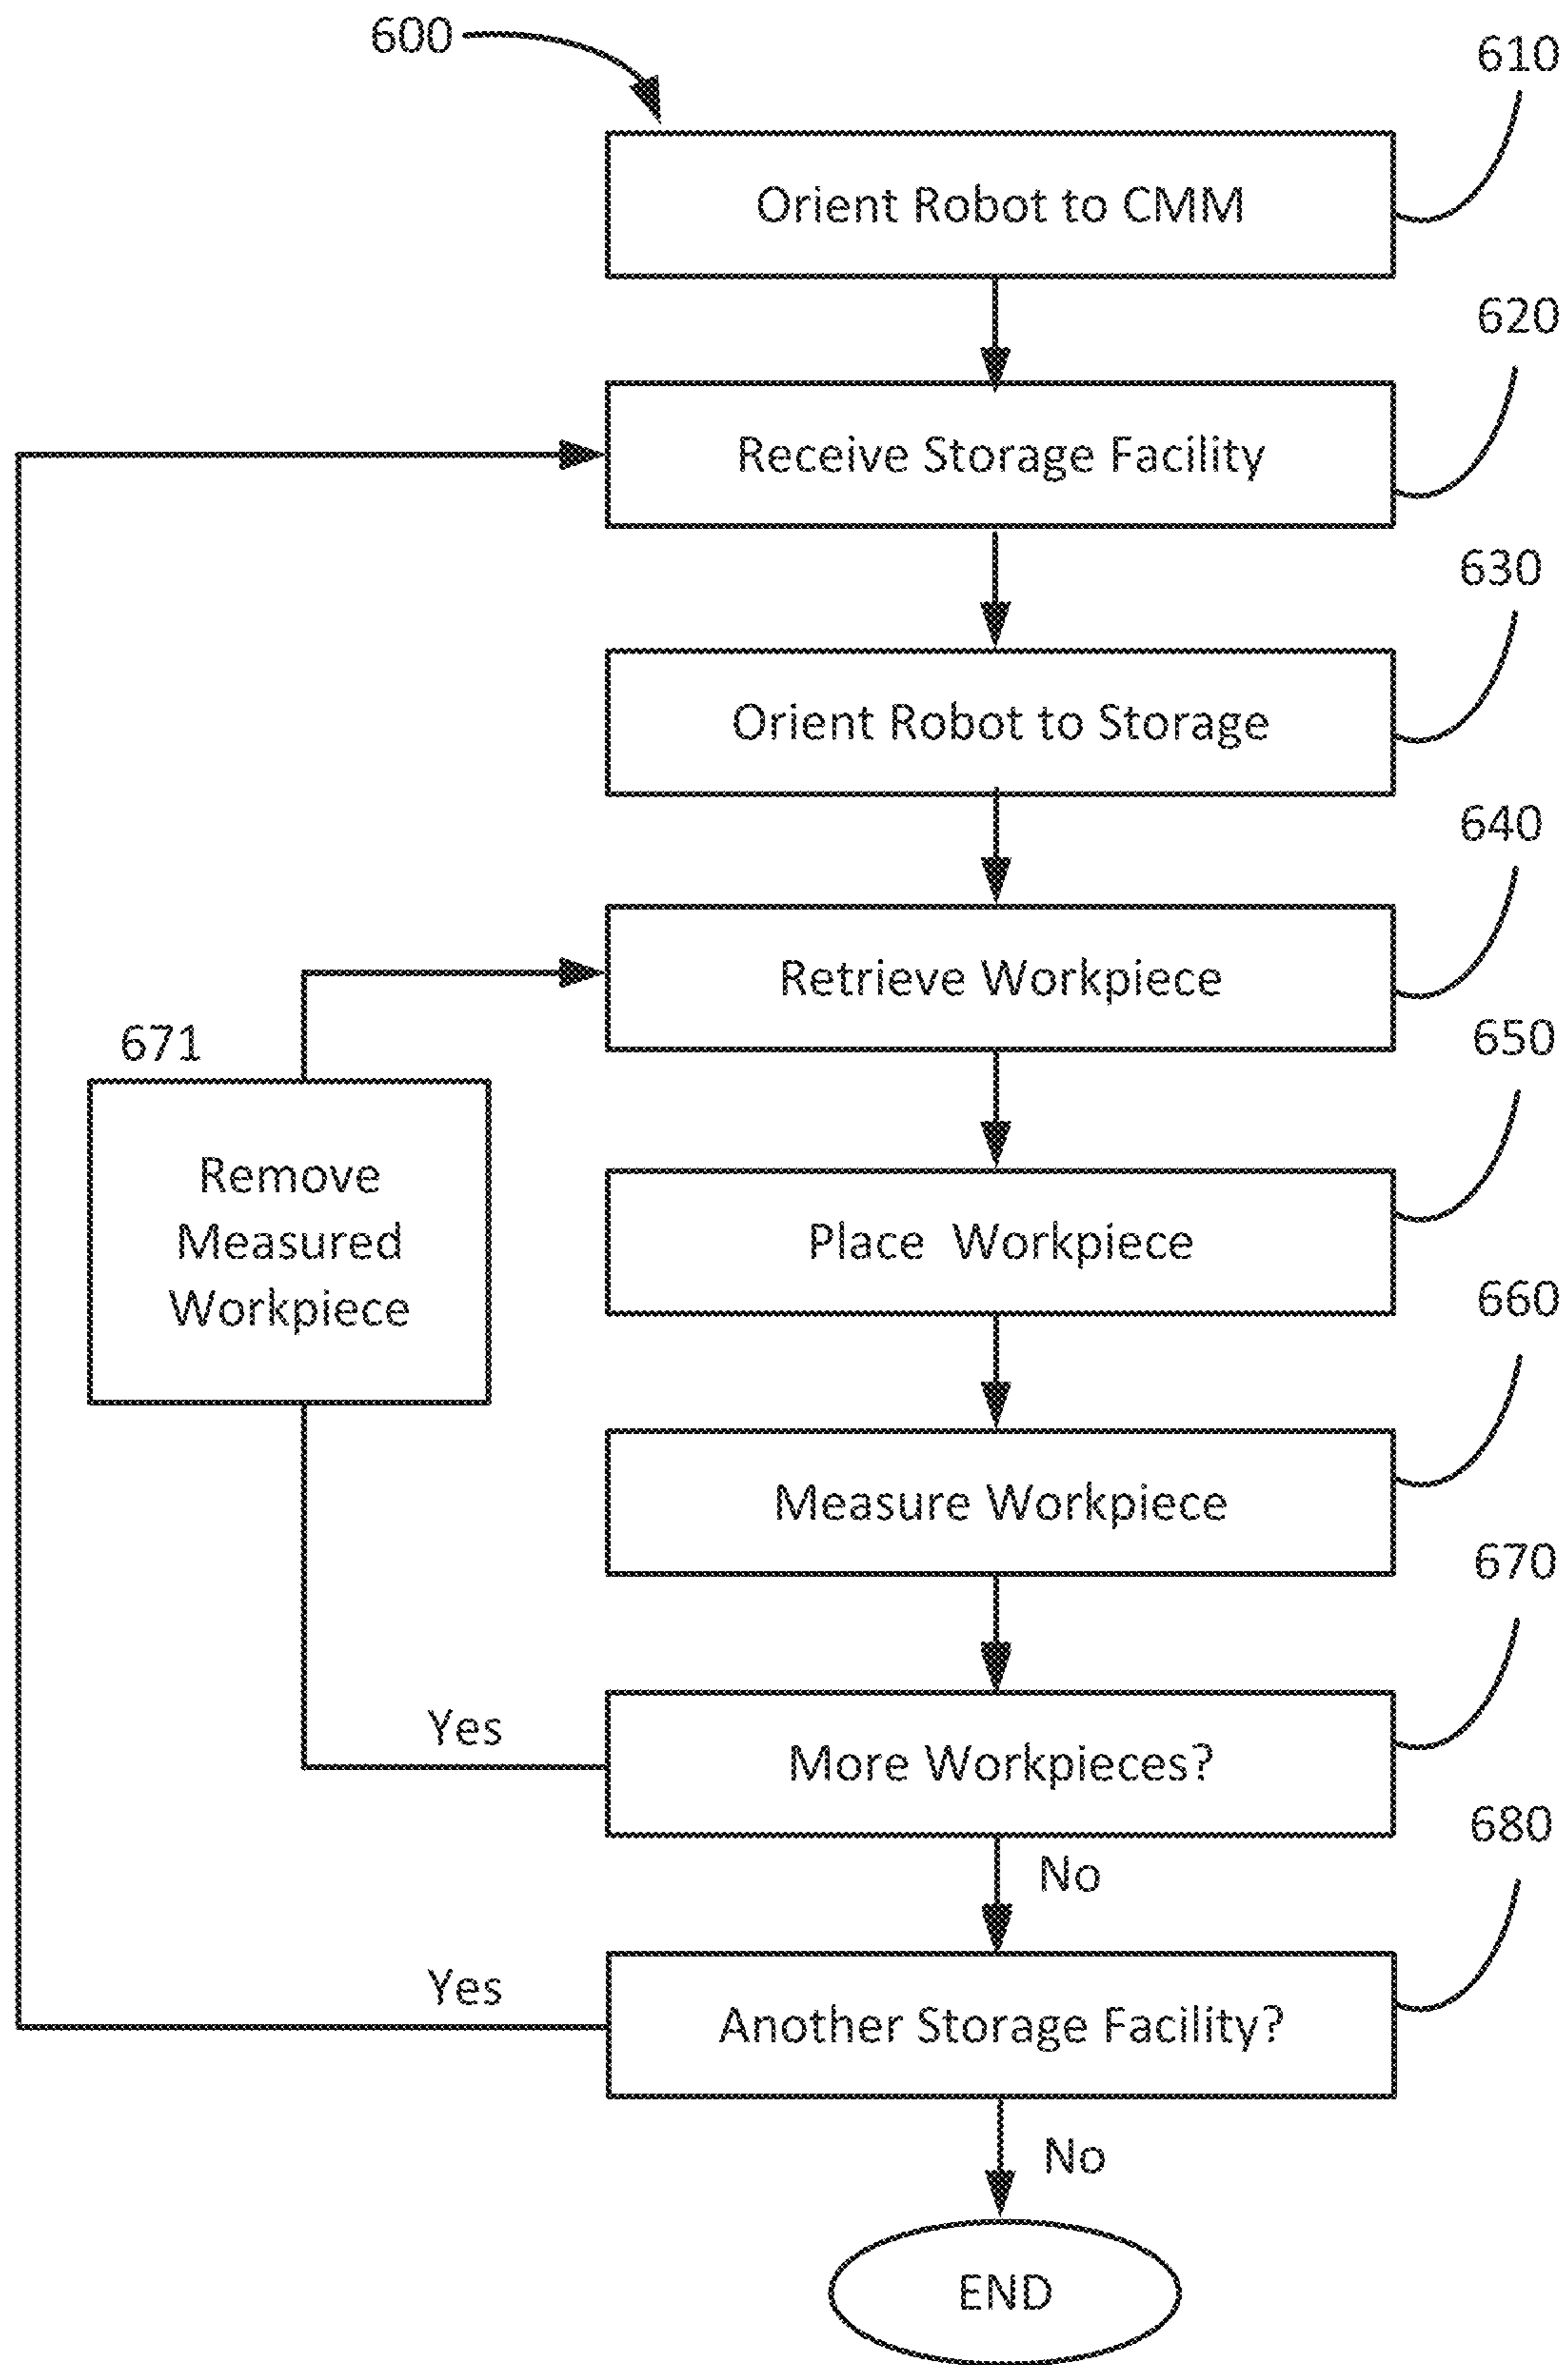 600
610
Orient Robot to CMM
620
Receive Storage Facility
630
Orient Robot to Storage
640
Retrieve Workpiece
671
650
Remove
Measured
Workpiece
Place  Workpiece
660
Measure Workpiece
670
Yes
More Workpieces?
680
No
Yes
Another Storage Facility?
No
END